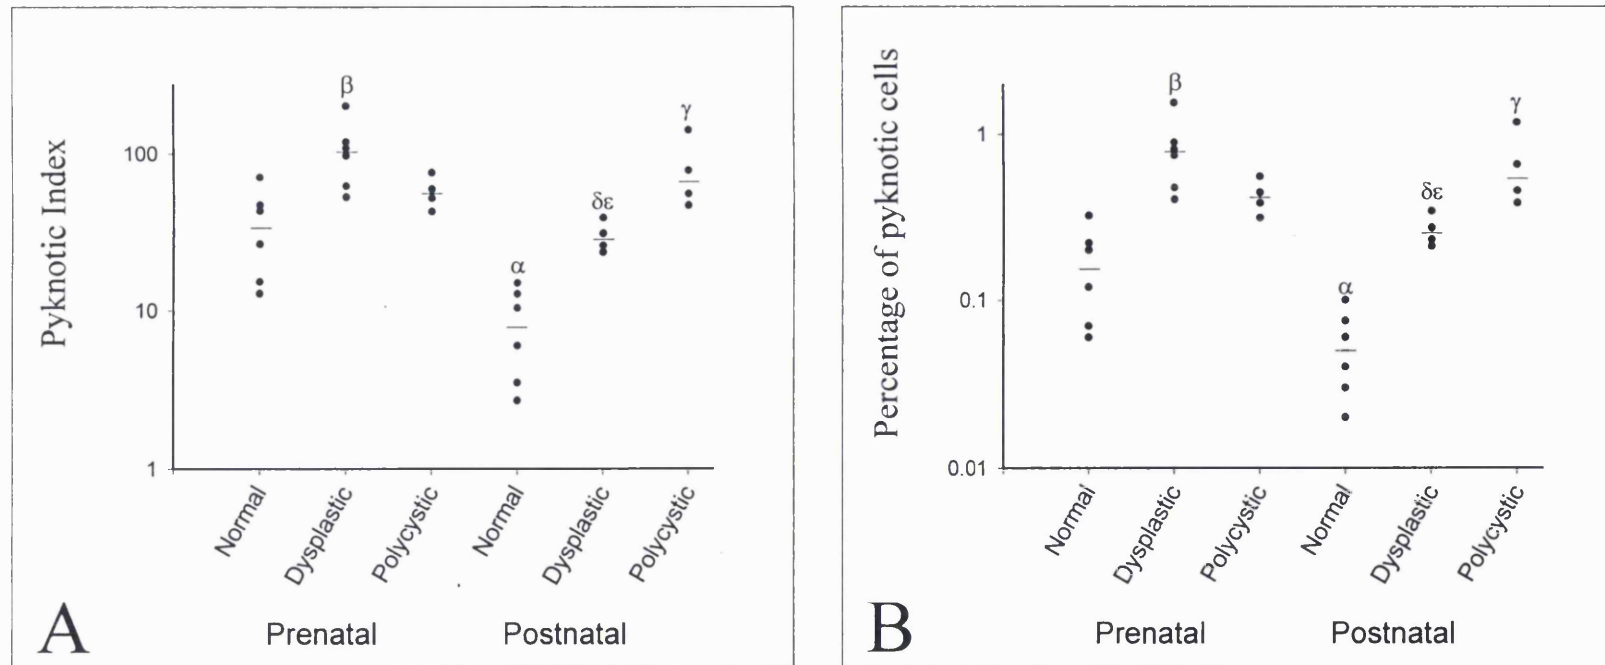 Pyknotic Index
100
10
1
β
γ
δε
α
Normal
Dysplastic
Polycystic
Normal
Dysplastic
Polycystic
A
Prenatal
Postnatal
Percentage of pyknotic cells
1
0.1
0.01
β
γ
δε
α
Normal
Dysplastic
Polycystic
Normal
Dysplastic
Polycystic
B
Prenatal
Postnatal